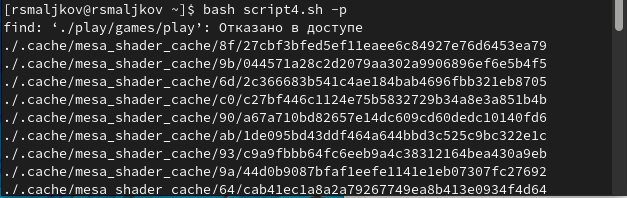 [rsmaljkov@rsmaljkov ~]$ bash script4.sh -p
find: ‘./play/games/play’: Отказано в доступе
./.cache/mesa_shader_cache/8f/27cbf3bfed5ef11eaee6c84927e76d6453ea79
./.cache/mesa_shader_cache/9b/044571a28c2d2079aa302a9906896ef6e5b4f5
./.cache/mesa_shader_cache/6d/2c366683b541c4ae184bab4696fbb321eb8705
./.cache/mesa_shader_cache/c0/c27bf446c1124e75b5832729b34a8e3a851b4b
./.cache/mesa_shader_cache/90/a67a710bd82657e14dc609cd60dedc10140fd6
./.cache/mesa_shader_cache/ab/1de095bd43ddf464a644bbd3c525c9bc322e1c
./.cache/mesa_shader_cache/93/c9a9fbbb64fc6eeb9a4c38312164bea430a9eb
./.cache/mesa_shader_cache/9a/44d0b9087bfaf1eefe1141e1eb07307fc27692
./.cache/mesa_shader_cache/64/cab41ec1a8a2a79267749ea8b413e0934f4d64